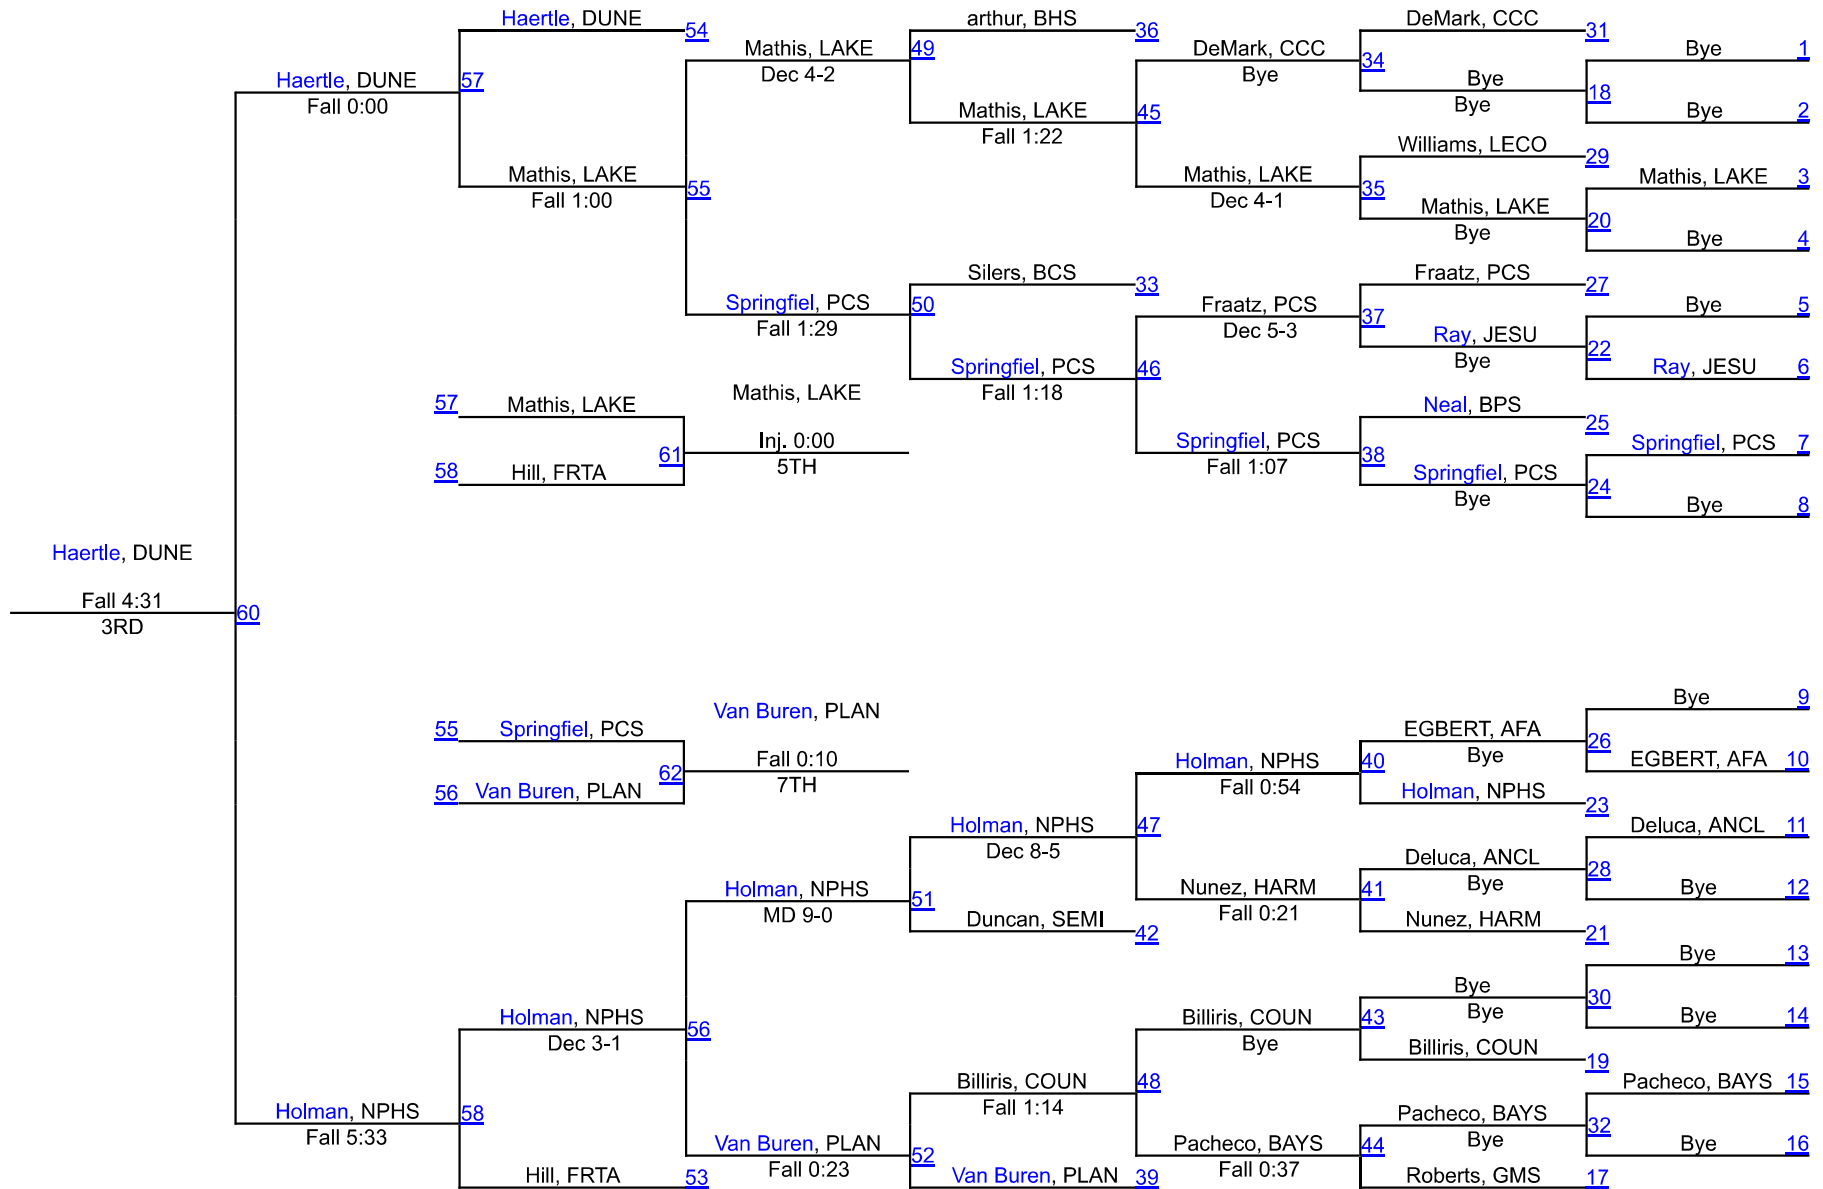 Haertle, DUNE
54
arthur, BHS
36
DeMark, CCC
31
Mathis, LAKE
49
DeMark, CCC
34
Bye
1
Dec 4-2
Bye
Haertle, DUNE
57
Bye
18
Fall 0:00
Bye
Mathis, LAKE
45
Bye
2
Fall 1:22
Williams, LECO
29
Mathis, LAKE
55
Mathis, LAKE
35
Mathis, LAKE
3
Fall 1:00
Dec 4-1
Mathis, LAKE
20
Bye
Bye
4
Silers, BCS
33
Fraatz, PCS
27
Springfiel, PCS
50
Fraatz, PCS
37
Bye
5
Fall 1:29
Dec 5-3
Ray, JESU
22
Bye
Springfiel, PCS
46
Ray, JESU
6
Fall 1:18
57
Mathis, LAKE
Mathis, LAKE
Neal, BPS
25
61
Inj. 0:00
5TH
Springfiel, PCS
38
Springfiel, PCS
7
Fall 1:07
58
Hill, FRTA
Springfiel, PCS
24
Bye
Bye
8
Haertle, DUNE
Fall 4:31
60
3RD
Van Buren, PLAN
Bye
9
55
Springfiel, PCS
EGBERT, AFA
26
Bye
62
Fall 0:10
7TH
Holman, NPHS
40
EGBERT, AFA
10
Fall 0:54
56
Van Buren, PLAN
Holman, NPHS
23
Holman, NPHS
47
Deluca, ANCL
11
Dec 8-5
Deluca, ANCL
28
Bye
Holman, NPHS
51
Nunez, HARM
41
Bye
12
MD 9-0
Fall 0:21
Duncan, SEMI
42
Nunez, HARM
21
Bye
13
Bye
30
Bye
Holman, NPHS
56
Billiris, COUN
43
Bye
14
Dec 3-1
Bye
Billiris, COUN
19
Billiris, COUN
48
Pacheco, BAYS
15
Fall 1:14
Holman, NPHS
58
Pacheco, BAYS
32
Fall 5:33
Bye
Van Buren, PLAN
52
Pacheco, BAYS
44
Bye
16
Fall 0:23
Fall 0:37
Hill, FRTA
53
Van Buren, PLAN
39
Roberts, GMS
17